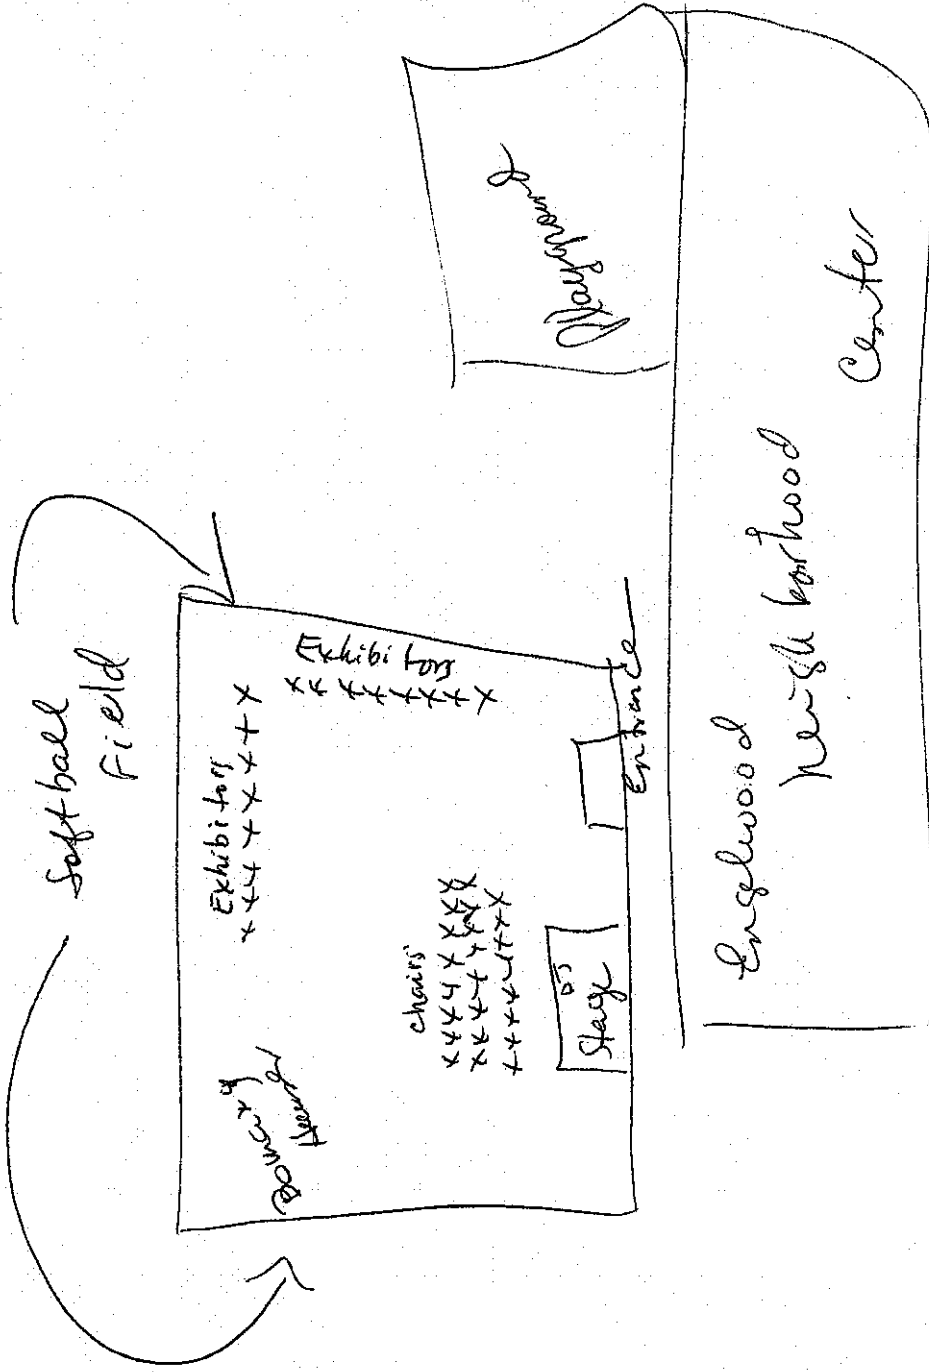 Softball
Field
Exhibitors
x x x x x x x + x
Exhibitors
x x x x x x x x
Bouncy
House
chairs
x x x x x x x x
x x x x x x x x
+ x x x x x + x x
DJ
Stage
Entrance
Playground
Englewood
Neighborhood
Center